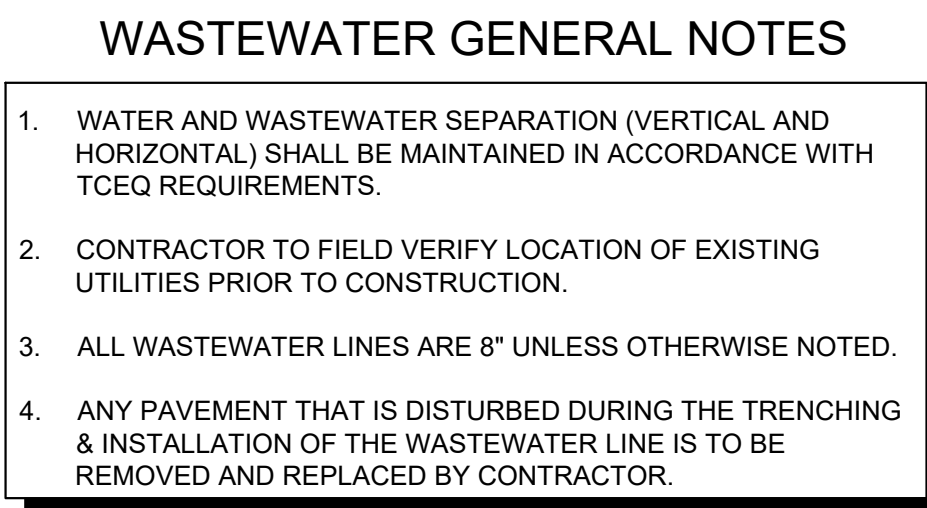 WASTEWATER GENERAL NOTES
1. WATER AND WASTEWATER SEPARATION (VERTICAL AND
HORIZONTAL) SHALL BE MAINTAINED IN ACCORDANCE WITH
TCEQ REQUIREMENTS.
2. CONTRACTOR TO FIELD VERIFY LOCATION OF EXISTING
UTILITIES PRIOR TO CONSTRUCTION.
3. ALL WASTEWATER LINES ARE 8" UNLESS OTHERWISE NOTED.
4. ANY PAVEMENT THAT IS DISTURBED DURING THE TRENCHING
& INSTALLATION OF THE WASTEWATER LINE IS TO BE
REMOVED AND REPLACED BY CONTRACTOR.